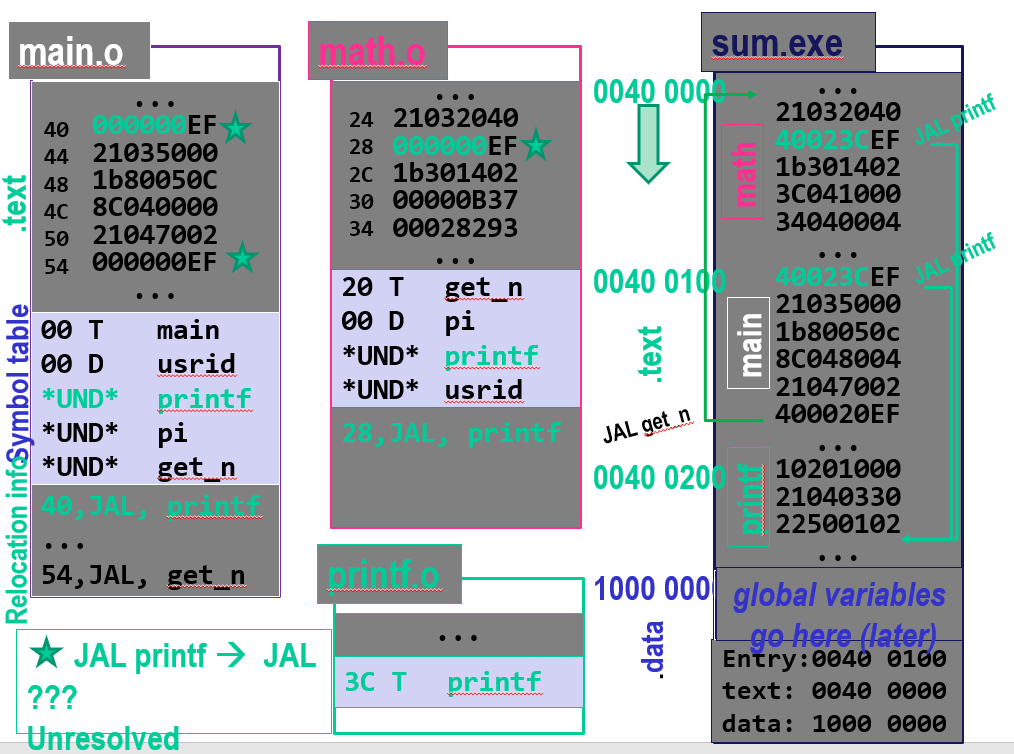 main.o
...
40 000000EF
44 21035000
48 1b80050C
4C 8C040000
50 21047002
54 000000EF
...
.text
00 T main
00 D usrid
*UND* printf
*UND* pi
*UND* get_n
Symbol table
40,JAL, printf
...
54,JAL, get_n
Relocation info
JAL printf → JAL
???
Unresolved
math.o
...
24 21032040
28 000000EF
2C 1b301402
30 00000B37
34 00028293
...
20 T get_n
00 D pi
*UND* printf
*UND* usrid
28,JAL, printf
printf.o
...
3C T printf
0040 0000
0040 0100
.text
JAL get_n
0040 0200
1000 0000
.data
sum.exe
...
21032040
40023CEF
1b301402
3C041000
34040004
math
JAL printf
...
40023CEF
21035000
1b80050c
8C048004
21047002
400020EF
main
JAL printf
...
10201000
21040330
22500102
printf
...
global variables
go here (later)
Entry:0040 0100
text: 0040 0000
data: 1000 0000